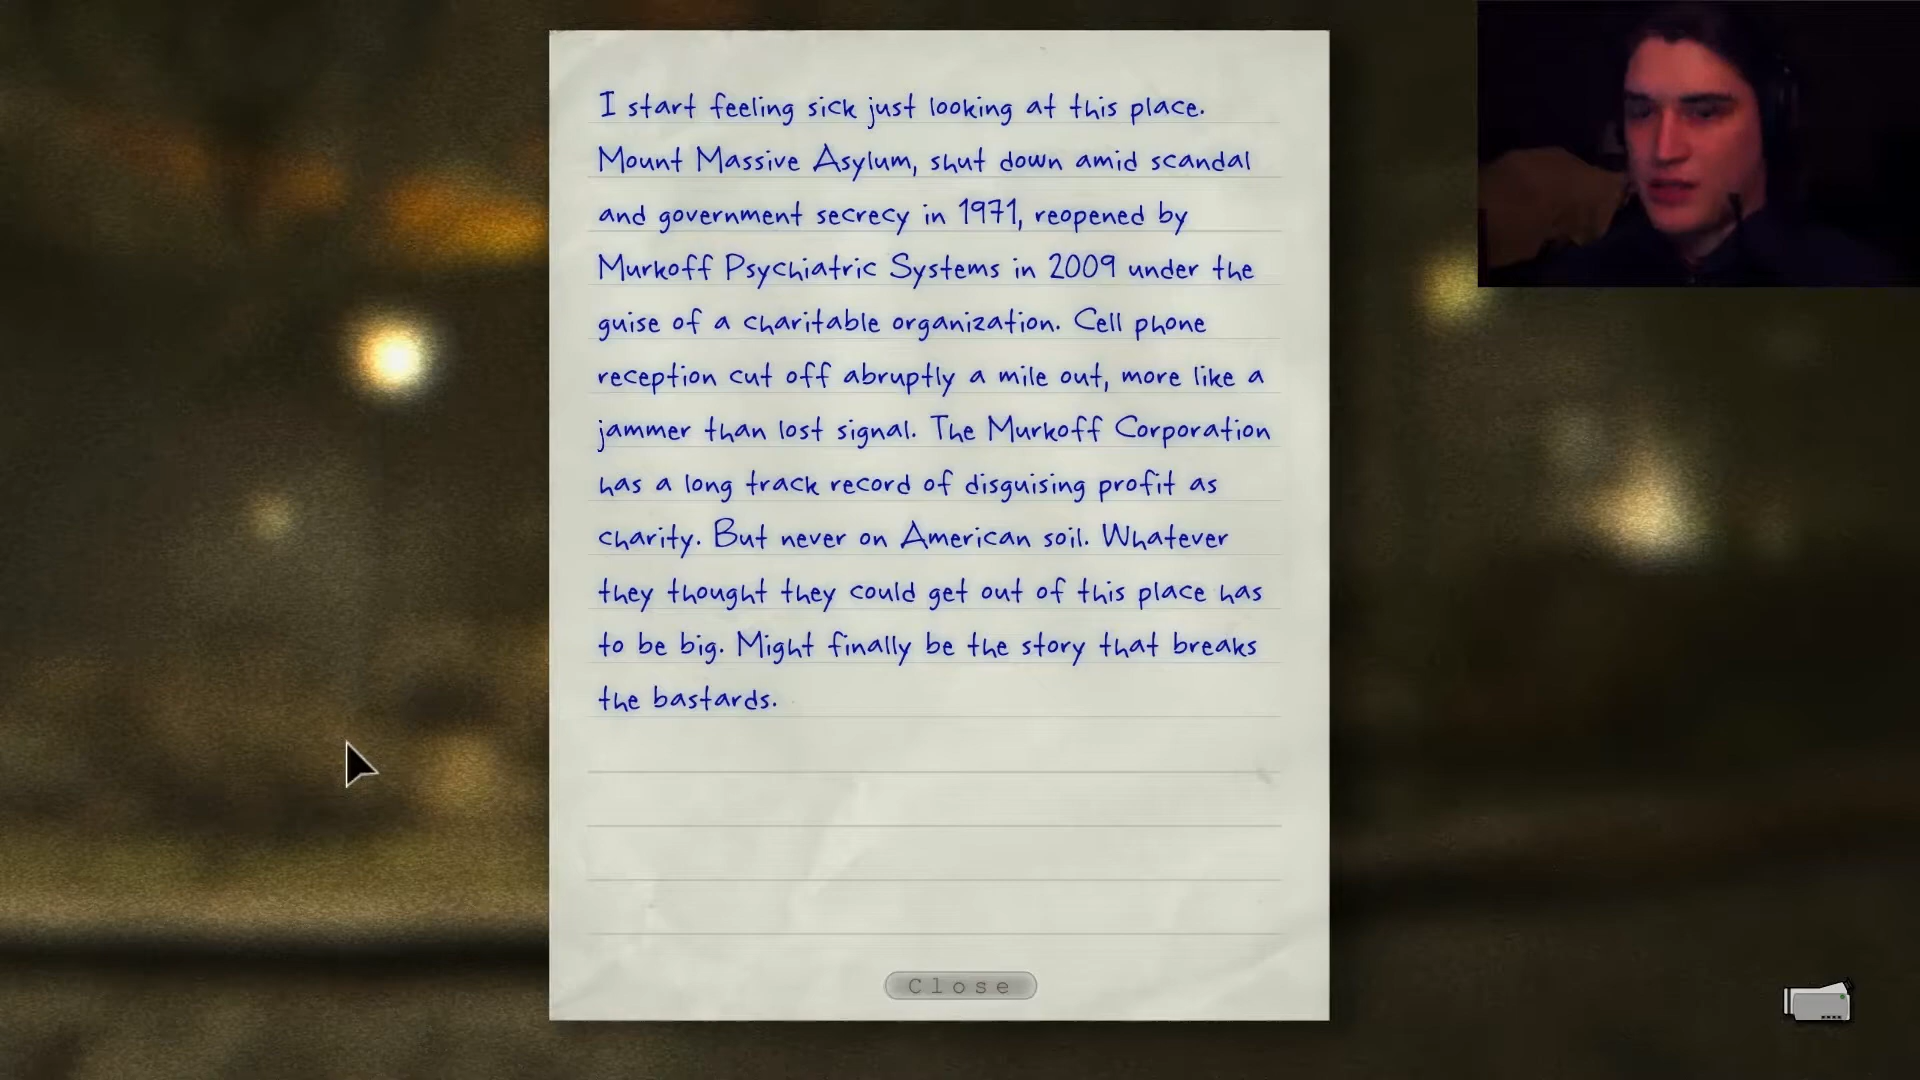 I start feeling sick just looking at this place.
Mount Massive Asylum, shut down amid scandal
and government secrecy in 1971, reopened by
Murkoff Psychiatric Systems in 2009 under the
guise of a charitable organization. Cell phone
reception cut off abruptly a mile out, more like a
jammer than lost signal. The Murkoff Corporation
has a long track record of disguising profit as
charity. But never on American soil. Whatever
they thought they could get out of this place has
to be big. Might finally be the story that breaks
the bastards.
Close